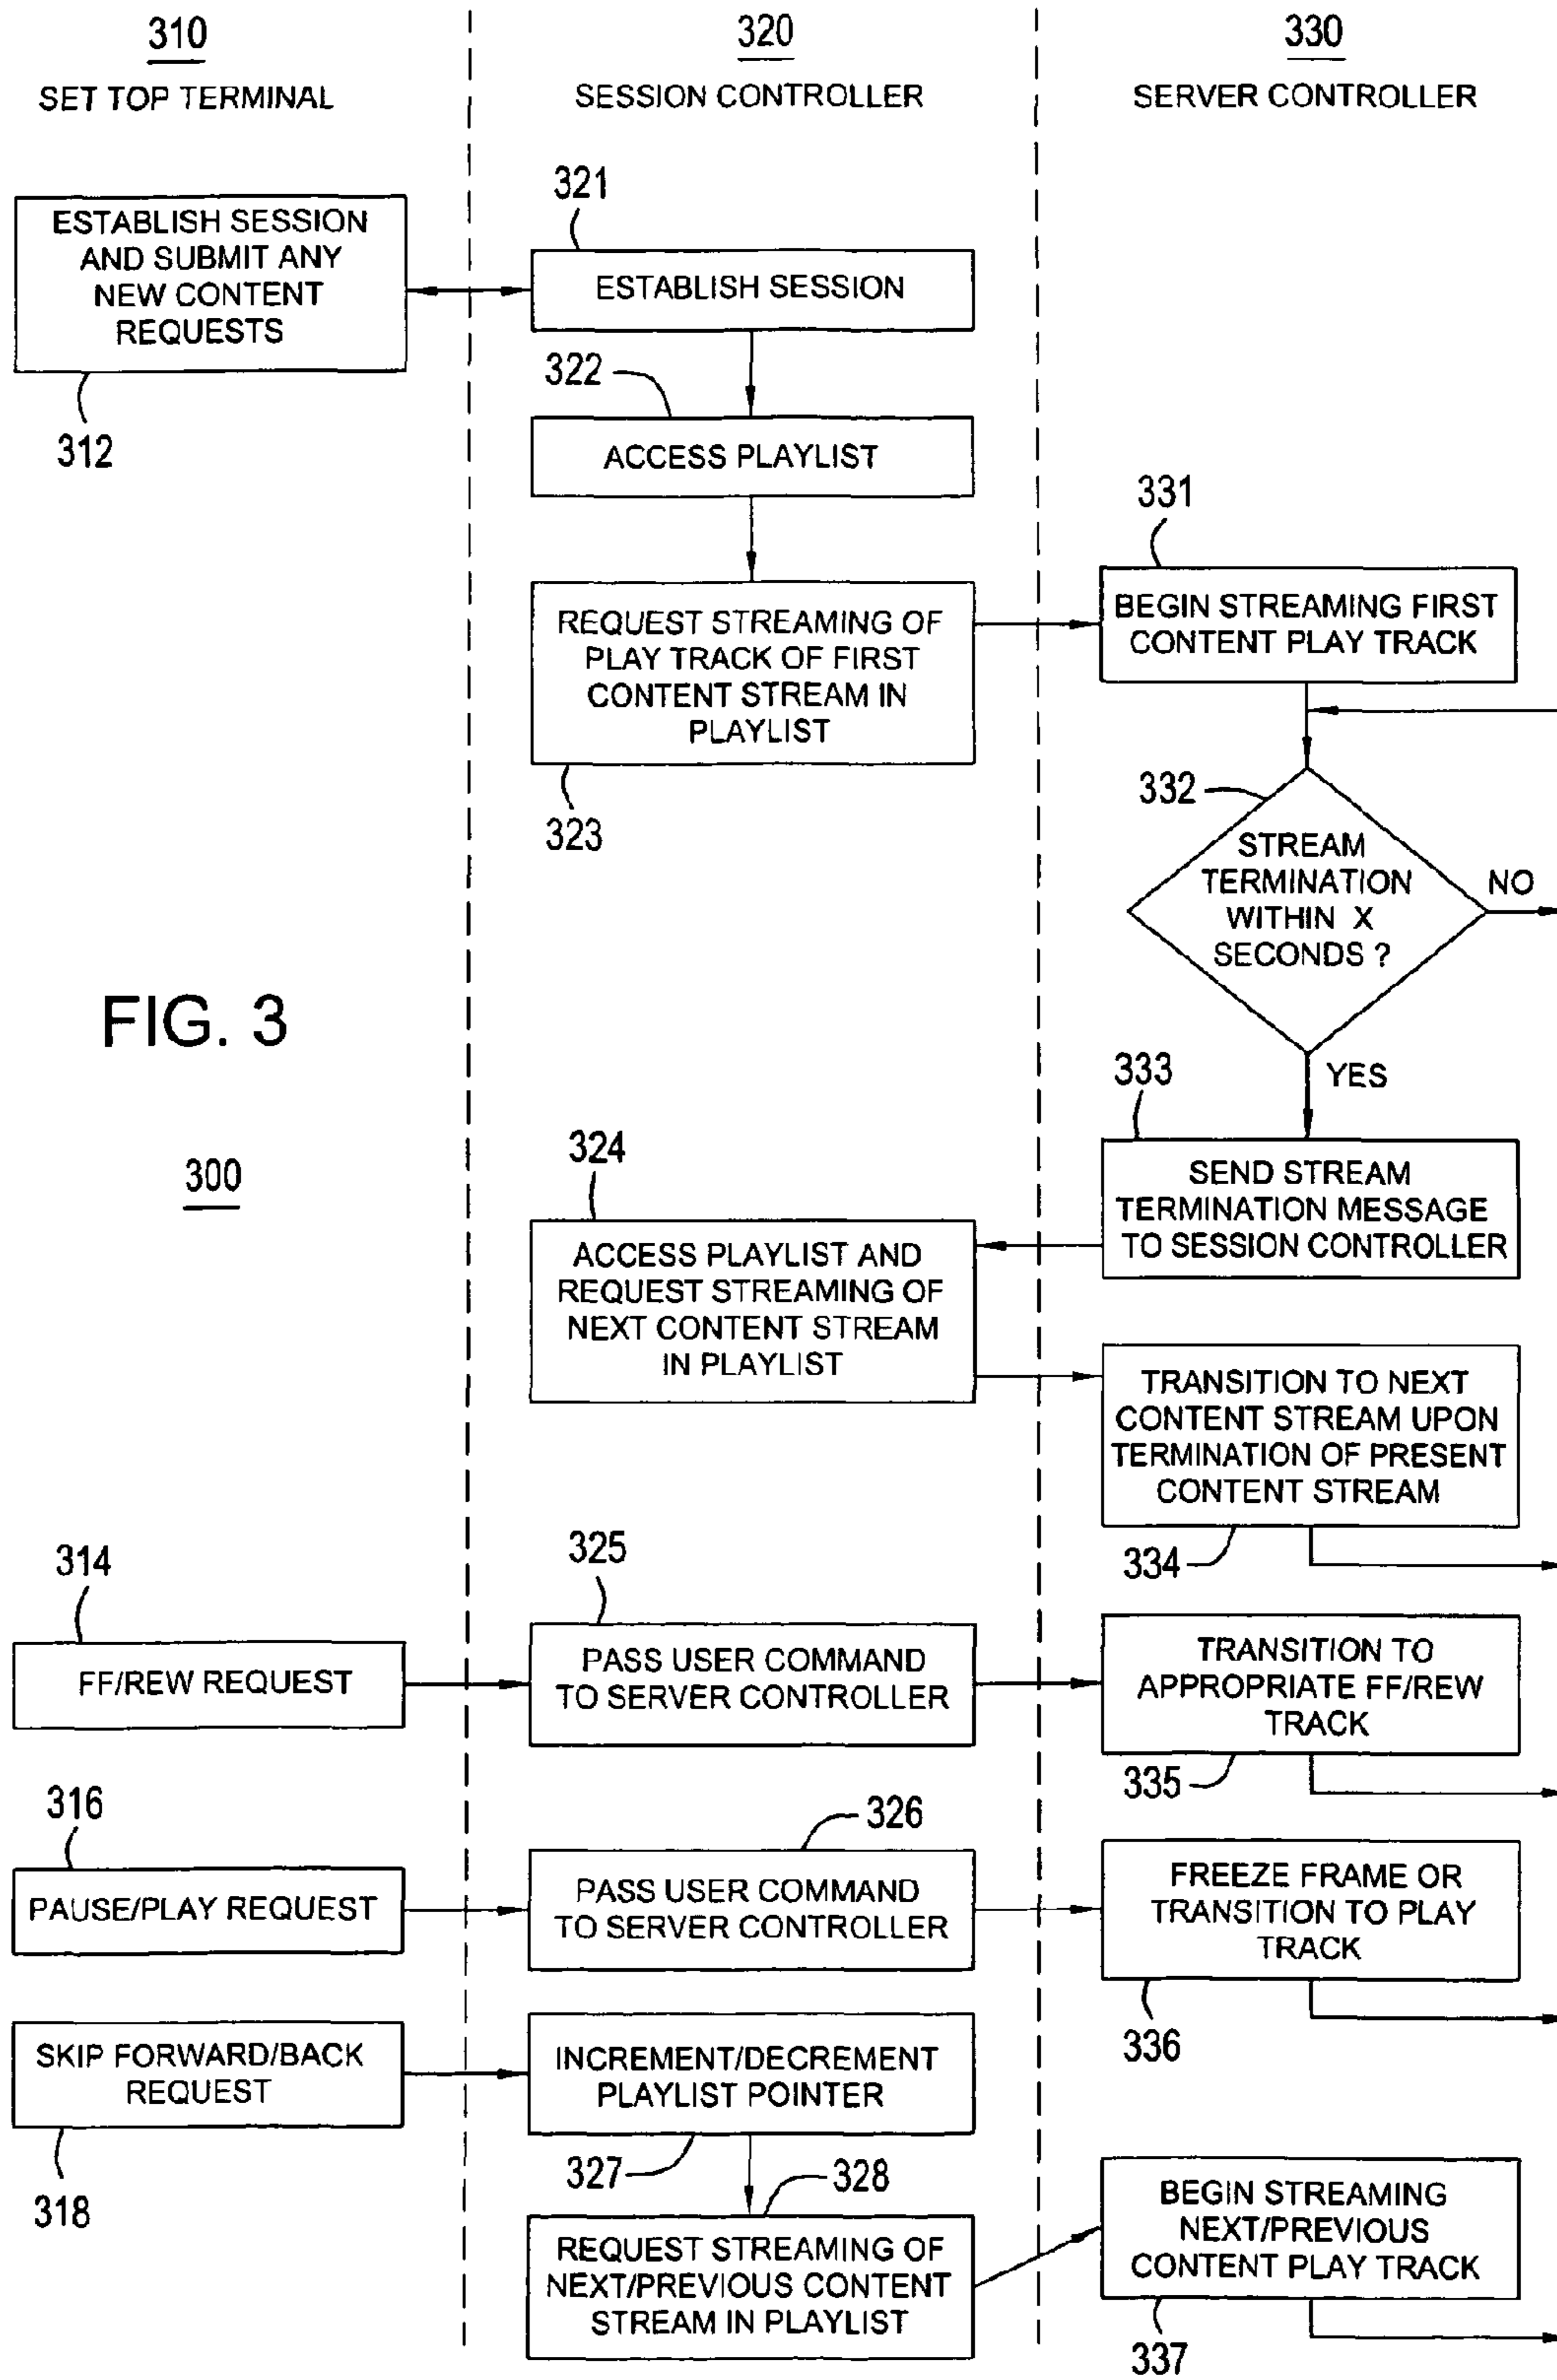 310
SET TOP TERMINAL
320
SESSION CONTROLLER
330
SERVER CONTROLLER
ESTABLISH SESSION
AND SUBMIT ANY
NEW CONTENT
REQUESTS
312
321
ESTABLISH SESSION
322
ACCESS PLAYLIST
REQUEST STREAMING OF
PLAY TRACK OF FIRST
CONTENT STREAM IN
PLAYLIST
323
331
BEGIN STREAMING FIRST
CONTENT PLAY TRACK
332
STREAM
TERMINATION
WITHIN X
SECONDS ?
NO
YES
FIG. 3
300
333
SEND STREAM
TERMINATION MESSAGE
TO SESSION CONTROLLER
324
ACCESS PLAYLIST AND
REQUEST STREAMING OF
NEXT CONTENT STREAM
IN PLAYLIST
TRANSITION TO NEXT
CONTENT STREAM UPON
TERMINATION OF PRESENT
CONTENT STREAM
334
314
FF/REW REQUEST
325
PASS USER COMMAND
TO SERVER CONTROLLER
TRANSITION TO
APPROPRIATE FF/REW
TRACK
335
316
PAUSE/PLAY REQUEST
326
PASS USER COMMAND
TO SERVER CONTROLLER
FREEZE FRAME OR
TRANSITION TO PLAY
TRACK
336
SKIP FORWARD/BACK
REQUEST
318
INCREMENT/DECREMENT
PLAYLIST POINTER
327
328
REQUEST STREAMING OF
NEXT/PREVIOUS CONTENT
STREAM IN PLAYLIST
BEGIN STREAMING
NEXT/PREVIOUS
CONTENT PLAY TRACK
337